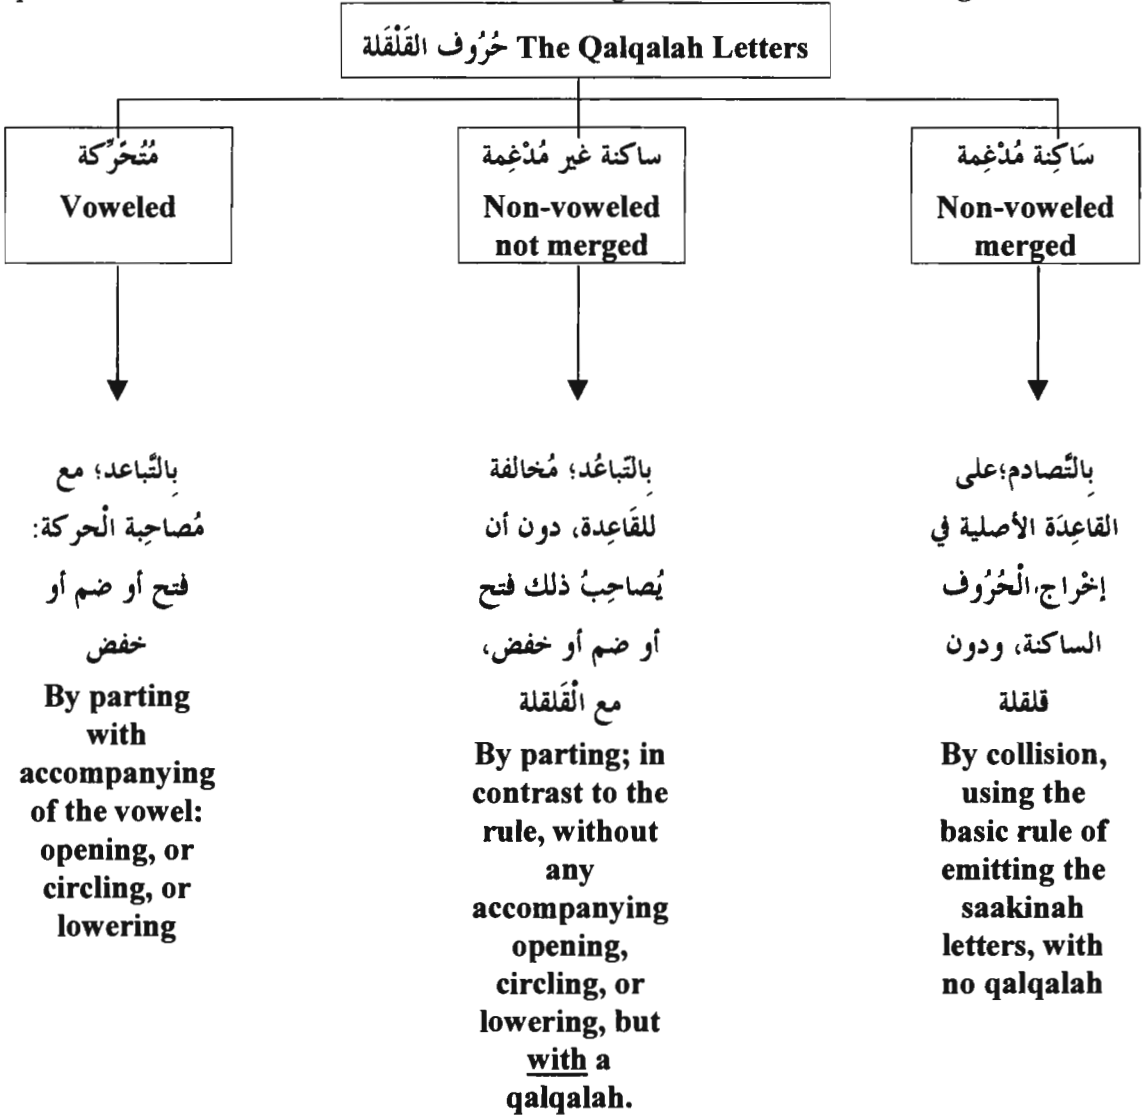 حُرُوف القَلْقَلة The Qalqalah Letters
مُتُحَرِّكة
Voweled
ساكنة غير مُدْغِمة
Non-voweled
not merged
سَاكِنة مُدْغِمة
Non-voweled
merged
بِالتَّباعد؛ مع
مُصاحِبة الْحركة:
فتح أو ضم أو
خفض
By parting
with
accompanying
of the vowel:
opening, or
circling, or
lowering
بِالتّباعُد؛ مُخالفة
للقَاعِدة، دون أن
يُصاحِبُ ذلك فتح
أو ضم أو خفض،
مع الْقَلقلة
By parting; in
contrast to the
rule, without
any
accompanying
opening,
circling, or
lowering, but
with a
qalqalah.
بِالتَّصادم؛على
القاعِدَة الأصلية في
إخْراج الْحُرُوف
الساكنة، ودون
قلقلة
By collision,
using the
basic rule of
emitting the
saakinah
letters, with
no qalqalah